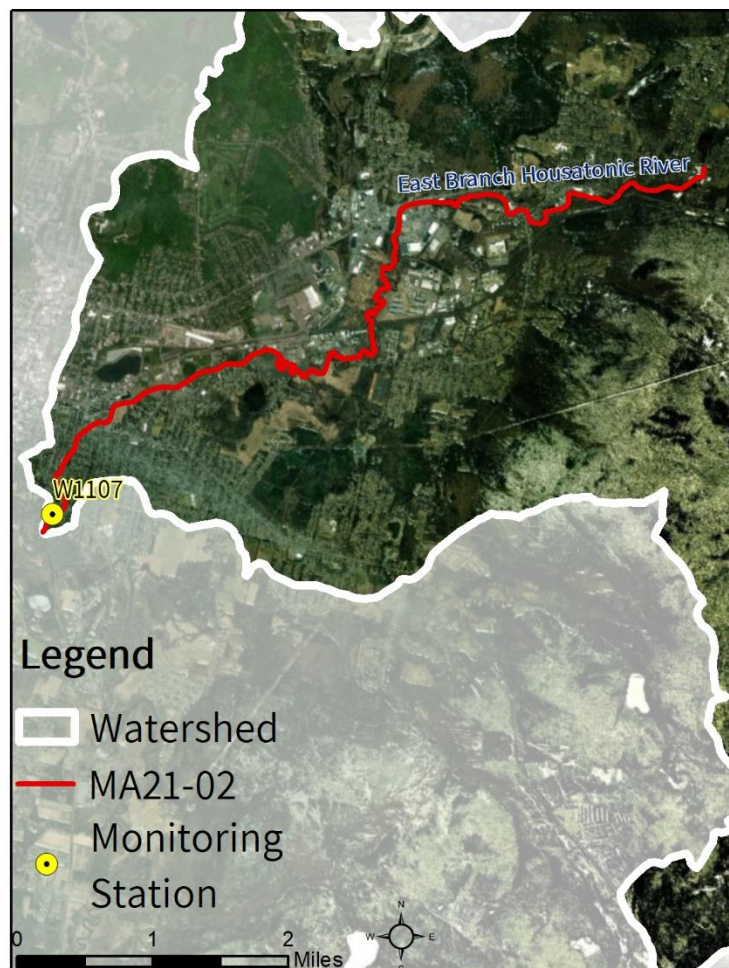 East Branch Housatonic River
W1107
Legend
Watershed
MA21-02
Monitoring
Station
0 1 2
Miles
N
W E
S